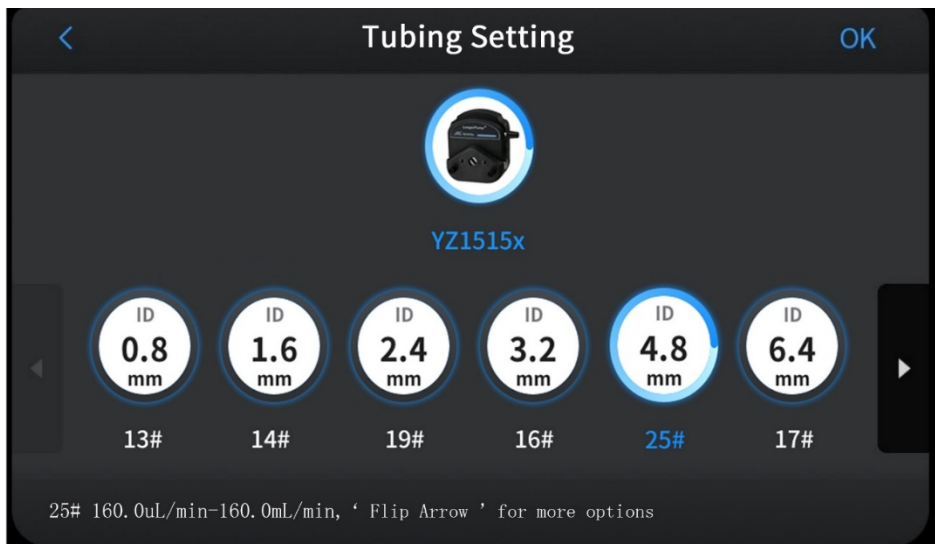 < Tubing Setting OK
YZ1515x
ID ID ID ID ID ID
0.8 1.6 2.4 3.2 4.8 6.4
mm mm mm mm mm mm
13# 14# 19# 16# 25# 17#
25# 160.0uL/min-160.0mL/min, ‘ Flip Arrow ’ for more options